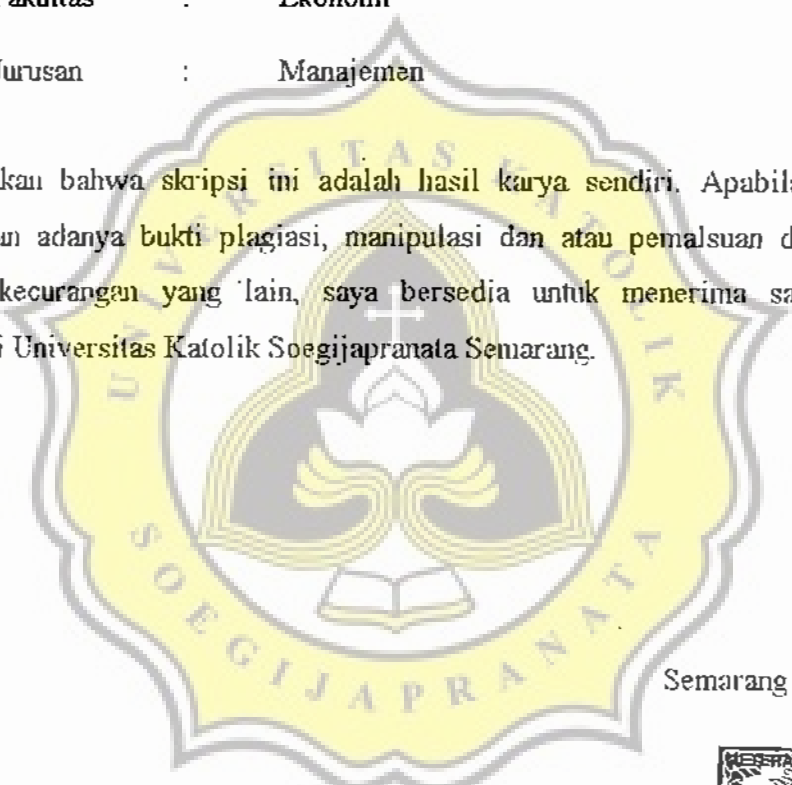 akultas : Ekonomi
Jurusan : Manajemen
kan bahwa skripsi ini adalah hasil karya sendiri. Apabila
an adanya bukti plagiasi, manipulasi dan atau pemalsuan d
kecurangan yang lain, saya bersedia untuk menerima sa
i Universitas Katolik Soegijapranata Semarang.
UNIVERSITAS KATOLIK
SOEGIJAPRANATA
Semarang